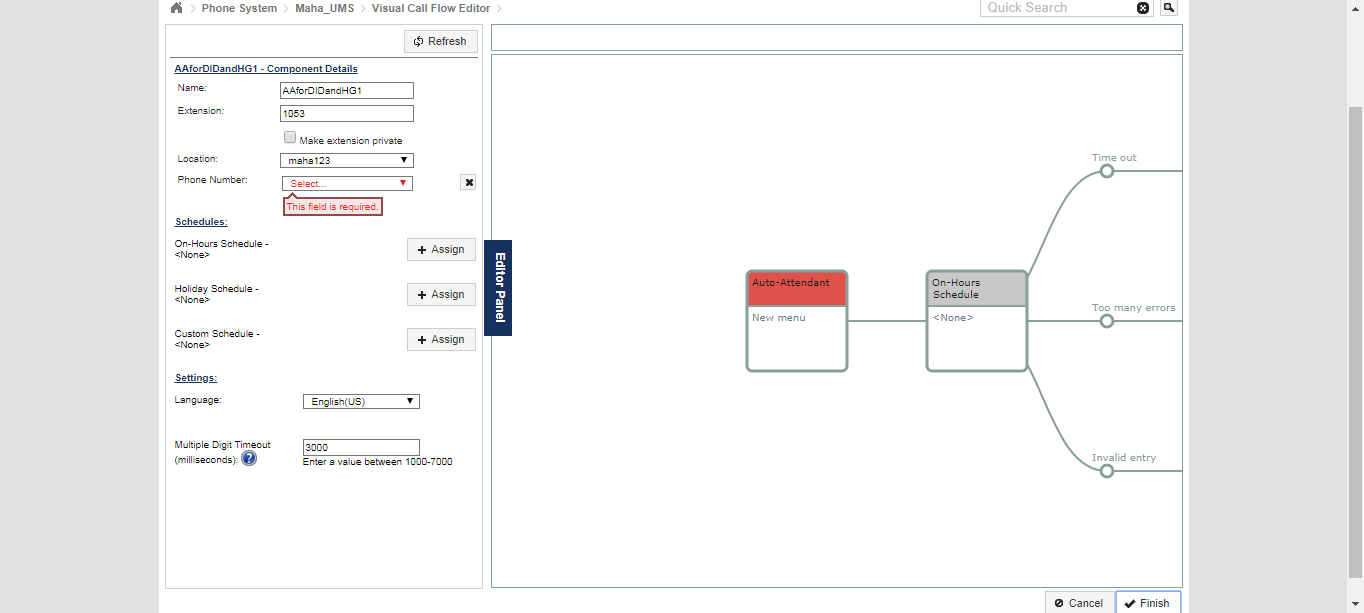 Phone System Maha_UMS Visual Call Flow Editor
Quick Search
Refresh
AAforDIDandHG1 - Component Details
Name: AAforDIDandHG1
Extension: 1053
Make extension private
Location: maha123
Phone Number: Select...
This field is required.
Schedules:
On-Hours Schedule -
<None>
Assign
Holiday Schedule -
<None>
Assign
Custom Schedule -
<None>
Assign
Settings:
Language: English(US)
Multiple Digit Timeout
(milliseconds): ?
3000
Enter a value between 1000-7000
Editor Panel
Auto-Attendant
New menu
On-Hours
Schedule
<None>
Time out
Too many errors
Invalid entry
Cancel
Finish